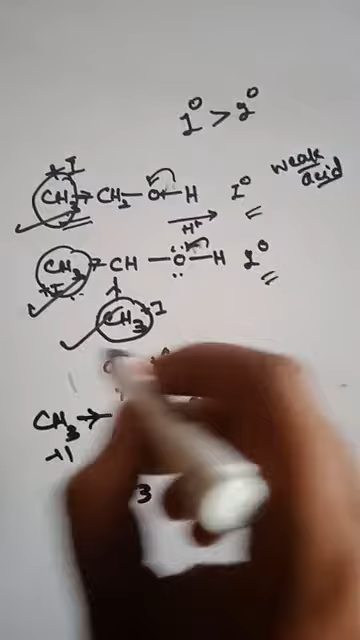 1° > 2°
+I
CH₃→CH₂—O←H 1° weak acid
H⁺
CH₃→CH—Ö—H 2°
+I
CH₃ +I
CH₃→
+I
3